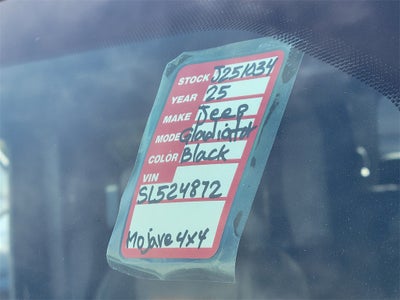 STOCK J251034
YEAR 25
MAKE Jeep
MODEL Gladiator
COLOR Black
VIN
SL524872
Mojave 4x4